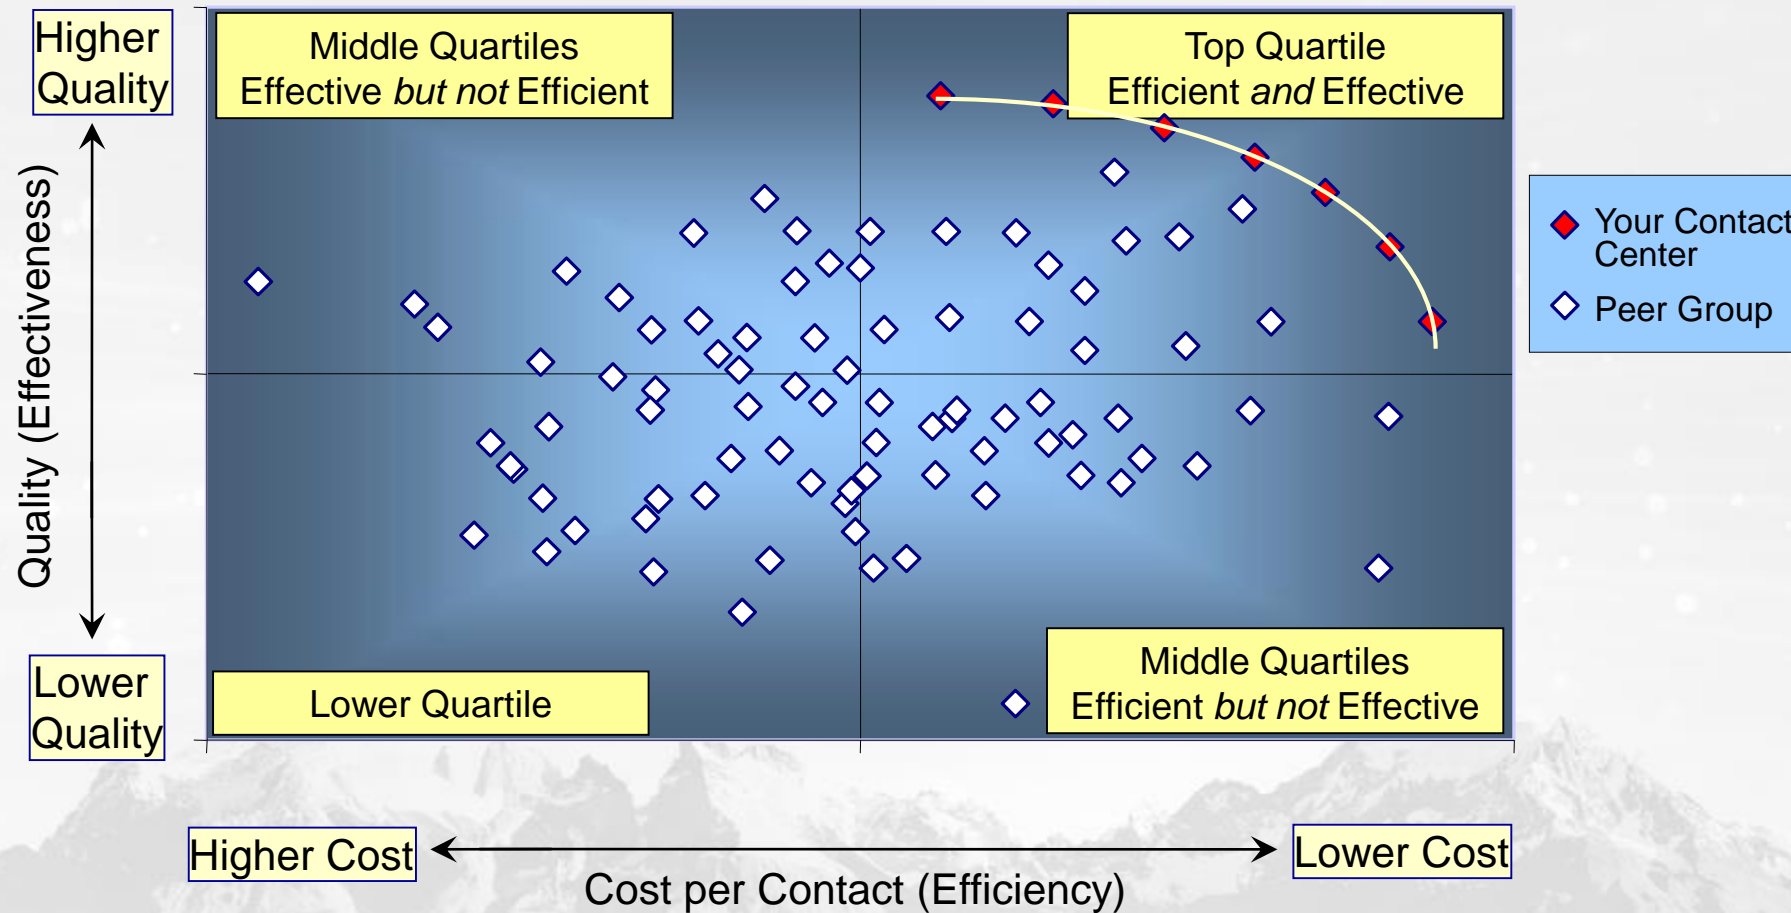 Higher
Quality
Middle Quartiles
Effective but not Efficient
Top Quartile
Efficient and Effective
Quality (Effectiveness)
Your Contact
Center
Peer Group
Lower
Quality
Lower Quartile
Middle Quartiles
Efficient but not Effective
Higher Cost
Lower Cost
Cost per Contact (Efficiency)